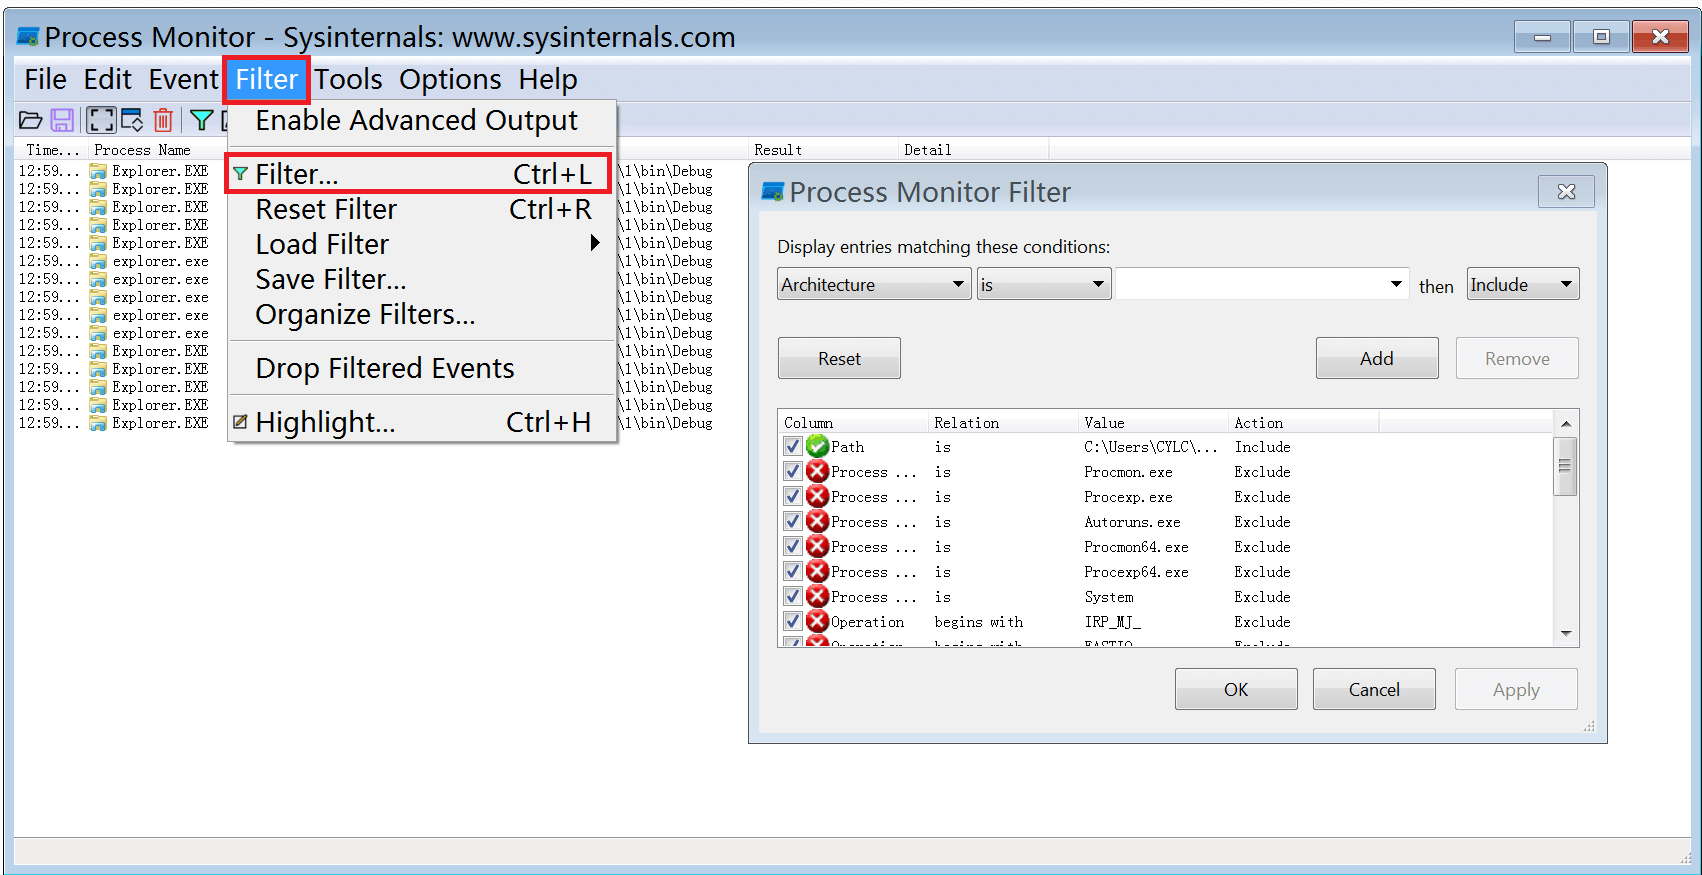 Process Monitor - Sysinternals: www.sysinternals.com
File Edit Event Filter Tools Options Help
Enable Advanced Output
Filter... Ctrl+L
Reset Filter Ctrl+R
Load Filter
Save Filter...
Organize Filters...
Drop Filtered Events
Highlight... Ctrl+H
Time... Process Name Result Detail
12:59... Explorer.EXE \1\bin\Debug
12:59... Explorer.EXE \1\bin\Debug
12:59... Explorer.EXE \1\bin\Debug
12:59... Explorer.EXE \1\bin\Debug
12:59... Explorer.EXE \1\bin\Debug
12:59... explorer.exe \1\bin\Debug
12:59... explorer.exe \1\bin\Debug
12:59... explorer.exe \1\bin\Debug
12:59... explorer.exe \1\bin\Debug
12:59... explorer.exe \1\bin\Debug
12:59... Explorer.EXE \1\bin\Debug
12:59... Explorer.EXE \1\bin\Debug
12:59... Explorer.EXE \1\bin\Debug
12:59... Explorer.EXE \1\bin\Debug
12:59... Explorer.EXE \1\bin\Debug
Process Monitor Filter
Display entries matching these conditions:
Architecture is then Include
Reset Add Remove
Column Relation Value Action
Path is C:\Users\CYLC\... Include
Process ... is Procmon.exe Exclude
Process ... is Procexp.exe Exclude
Process ... is Autoruns.exe Exclude
Process ... is Procmon64.exe Exclude
Process ... is Procexp64.exe Exclude
Process ... is System Exclude
Operation begins with IRP_MJ_ Exclude
Operation begins with FASTIO_ Exclude
OK Cancel Apply